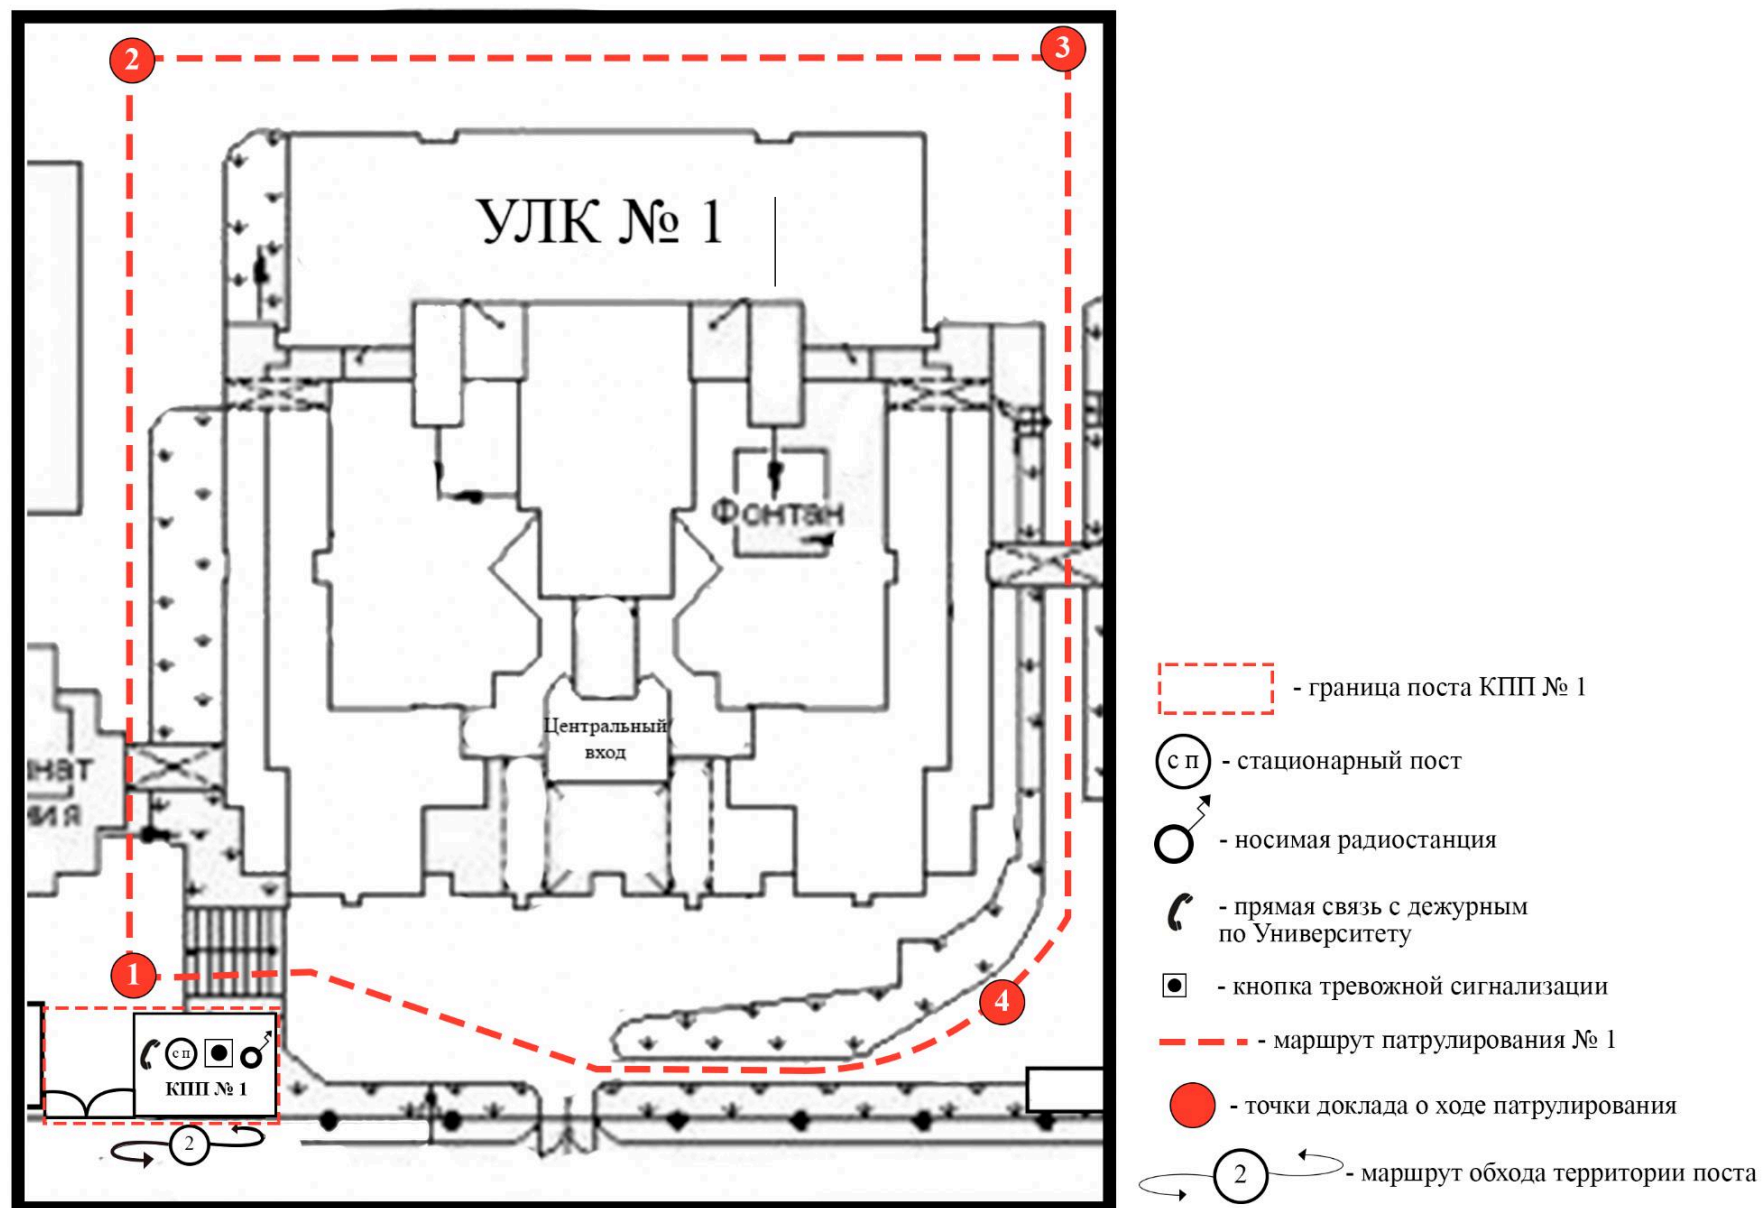 2
3
УЛК № 1
Фонтан
Центральный
вход
нат
ния
1
4
с п
КПП № 1
2
- граница поста КПП № 1
с п - стационарный пост
- носимая радиостанция
- прямая связь с дежурным
по Университету
- кнопка тревожной сигнализации
- маршрут патрулирования № 1
- точки доклада о ходе патрулирования
2 - маршрут обхода территории поста